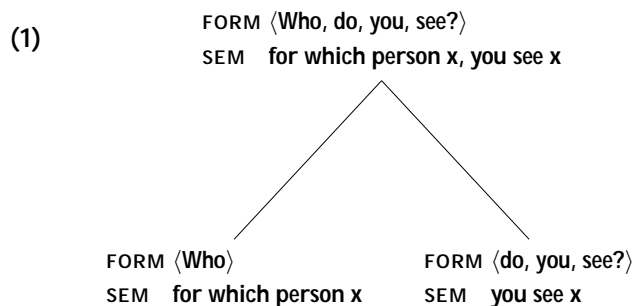 (1)
FORM ⟨Who, do, you, see?⟩
SEM for which person x, you see x
FORM ⟨Who⟩
SEM for which person x
FORM ⟨do, you, see?⟩
SEM you see x